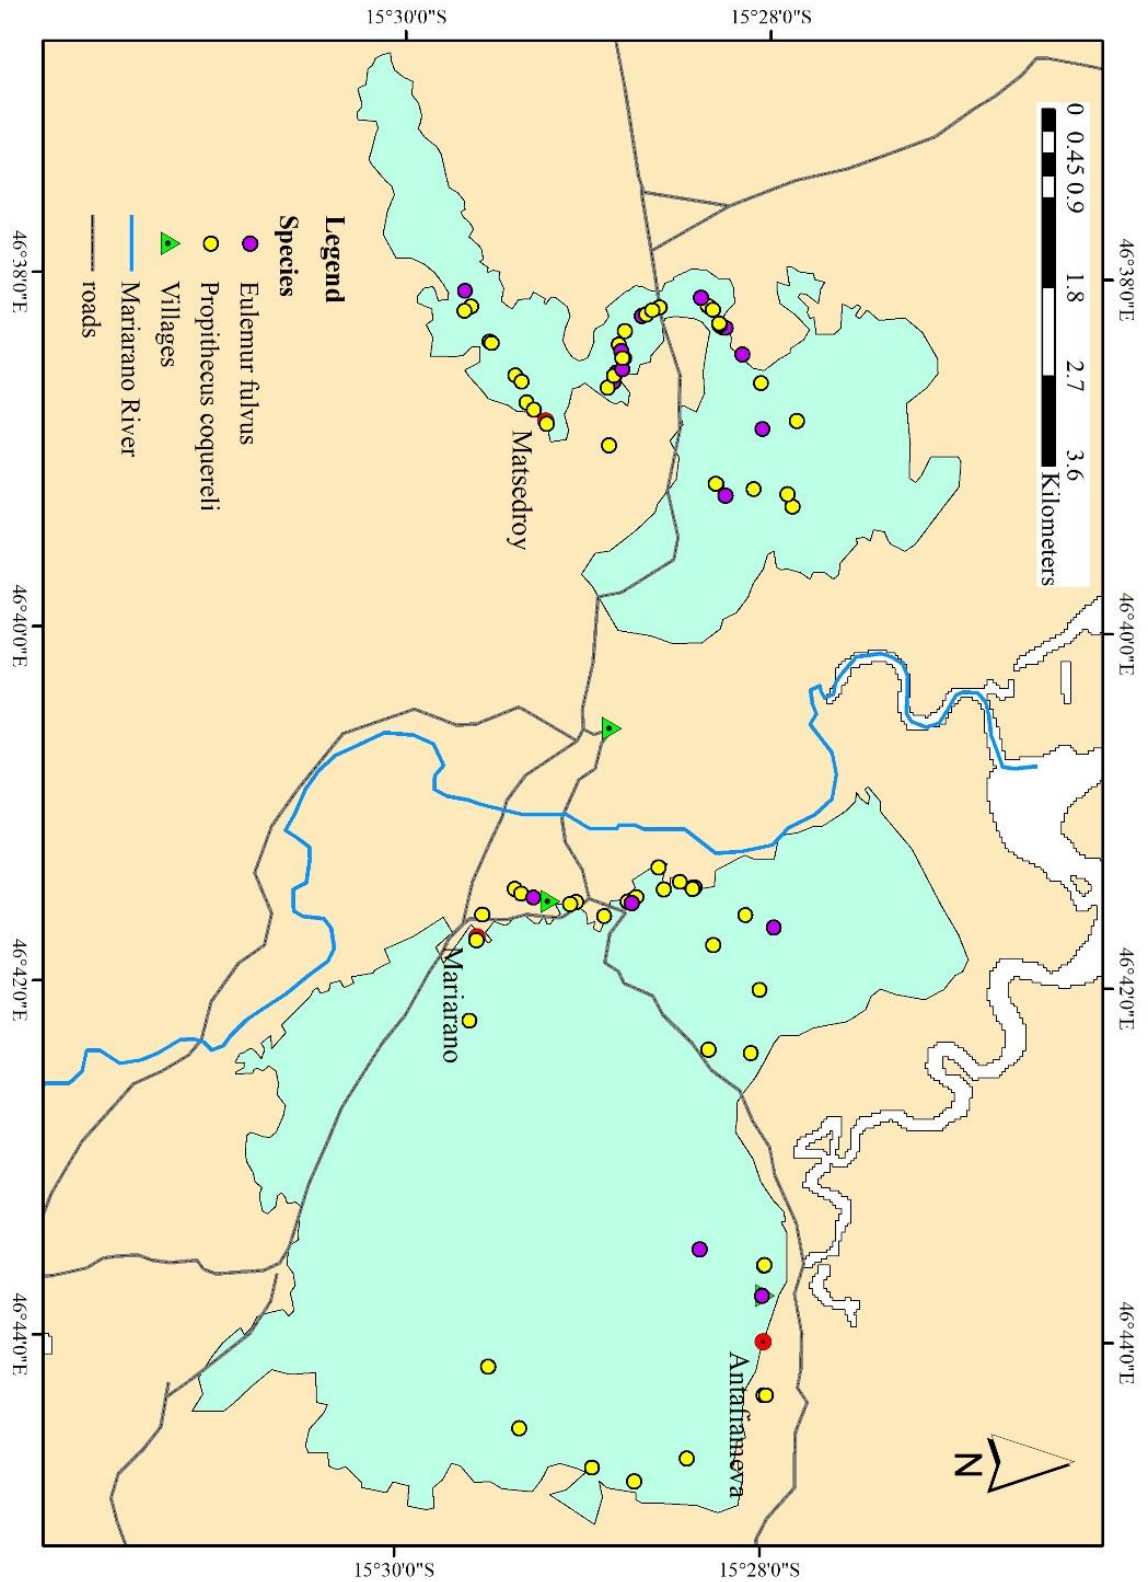 15°30'0"S
15°28'0"S
0 0.45 0.9 1.8 2.7 3.6
Kilometers
46°38'0"E
46°38'0"E
Legend
Species
Eulemur fulvus
Propithecus coquereli
Villages
Mariarano River
roads
Matsedroy
46°40'0"E
46°40'0"E
Mariarano
46°42'0"E
46°42'0"E
46°44'0"E
46°44'0"E
Antafiameva
N
15°30'0"S
15°28'0"S